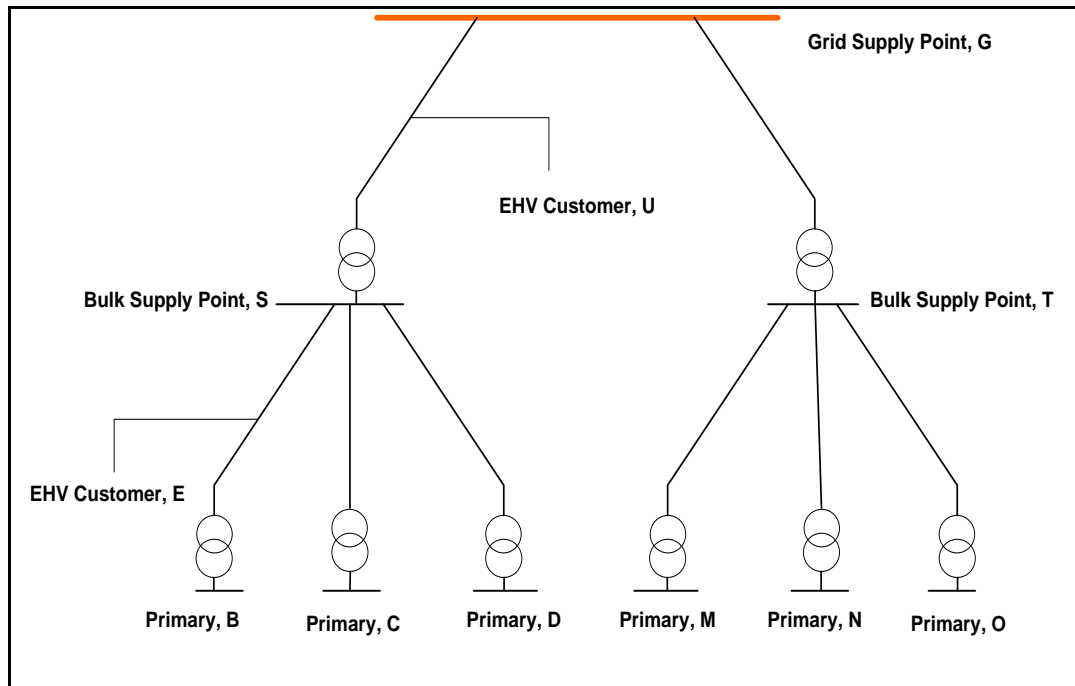 Grid Supply Point, G
EHV Customer, U
Bulk Supply Point, S
Bulk Supply Point, T
EHV Customer, E
Primary, B
Primary, C
Primary, D
Primary, M
Primary, N
Primary, O